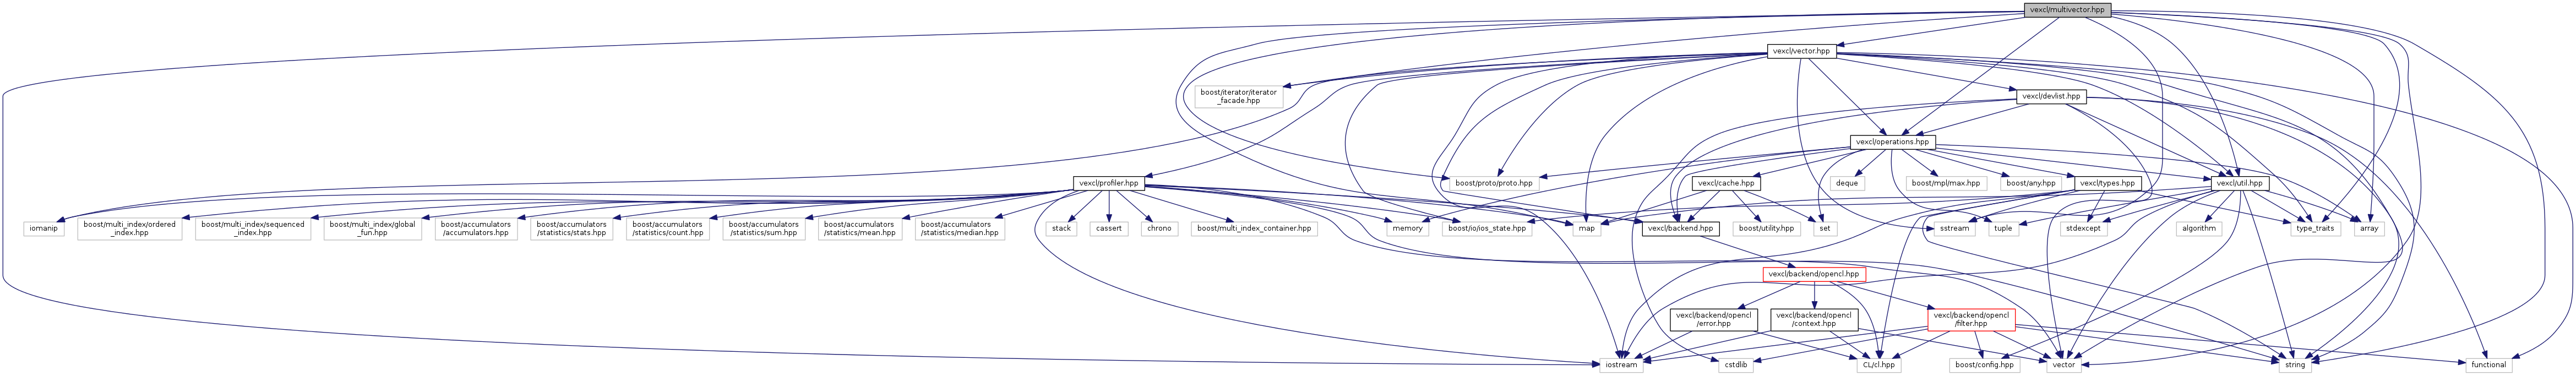 vexcl/multivector.hpp
vexcl/vector.hpp
boost/iterator/iterator
_facade.hpp
vexcl/devlist.hpp
vexcl/operations.hpp
vexcl/profiler.hpp
boost/proto/proto.hpp
vexcl/cache.hpp
deque
boost/mpl/max.hpp
boost/any.hpp
vexcl/types.hpp
vexcl/util.hpp
iomanip
boost/multi_index/ordered
_index.hpp
boost/multi_index/sequenced
_index.hpp
boost/multi_index/global
_fun.hpp
boost/accumulators
/accumulators.hpp
boost/accumulators
/statistics/stats.hpp
boost/accumulators
/statistics/count.hpp
boost/accumulators
/statistics/sum.hpp
boost/accumulators
/statistics/mean.hpp
boost/accumulators
/statistics/median.hpp
stack
cassert
chrono
boost/multi_index_container.hpp
memory
boost/io/ios_state.hpp
map
vexcl/backend.hpp
boost/utility.hpp
set
sstream
tuple
stdexcept
algorithm
type_traits
array
vexcl/backend/opencl.hpp
vexcl/backend/opencl
/error.hpp
vexcl/backend/opencl
/context.hpp
vexcl/backend/opencl
/filter.hpp
iostream
cstdlib
CL/cl.hpp
boost/config.hpp
vector
string
functional